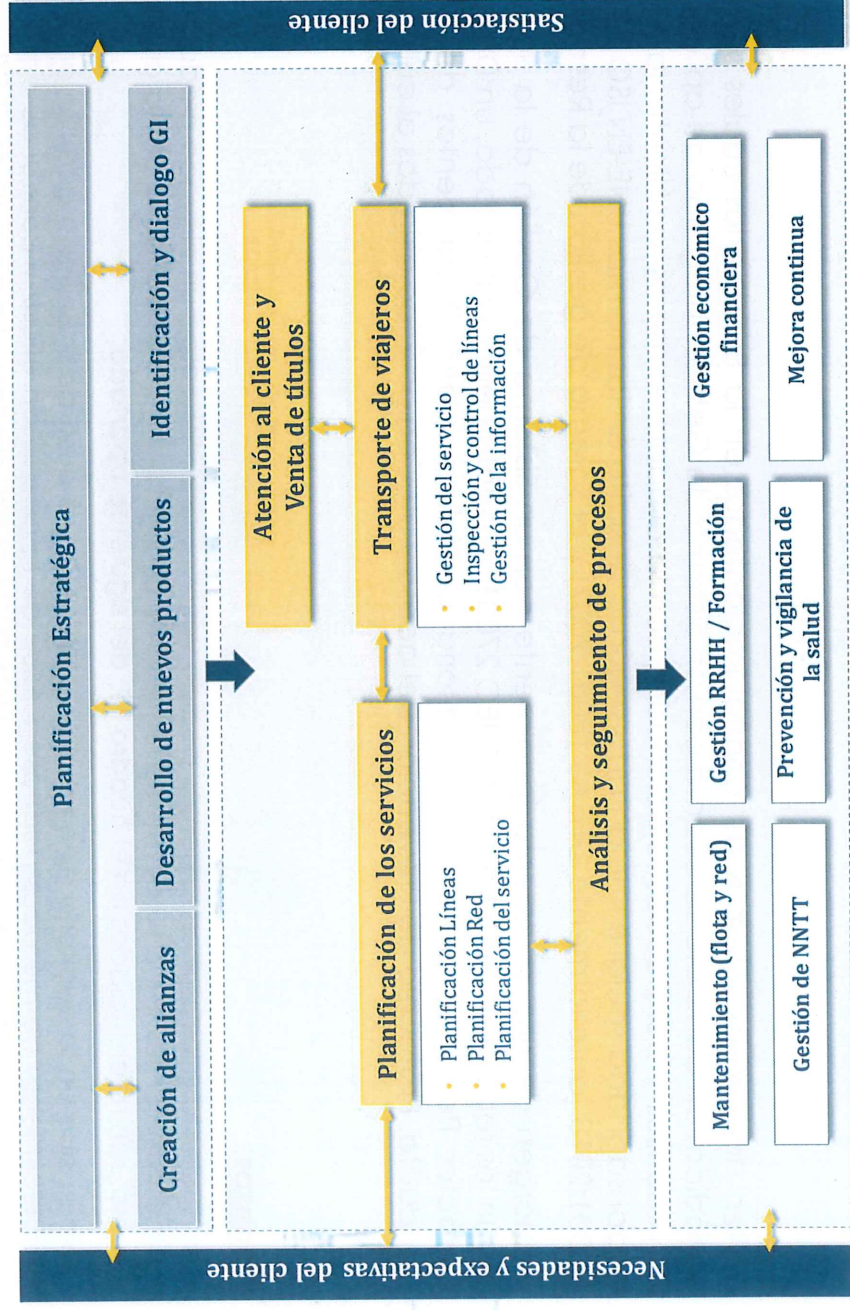 Necesidades y expectativas del cliente
Planificación Estratégica
Creación de alianzas
Desarrollo de nuevos productos
Identificación y dialogo GI
Atención al cliente y
Venta de títulos
Planificación de los servicios
• Planificación Líneas
• Planificación Red
• Planificación del servicio
Transporte de viajeros
• Gestión del servicio
• Inspección y control de líneas
• Gestión de la información
Análisis y seguimiento de procesos
Mantenimiento (flota y red)
Gestión RRHH / Formación
Gestión económico
financiera
Gestión de NNTT
Prevención y vigilancia de
la salud
Mejora continua
Satisfacción del cliente